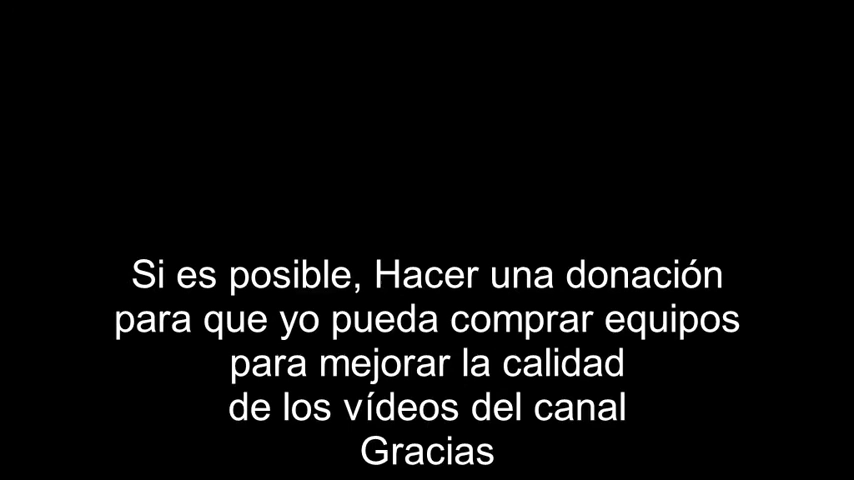 Si es posible, Hacer una donación
para que yo pueda comprar equipos
para mejorar la calidad
de los vídeos del canal
Gracias